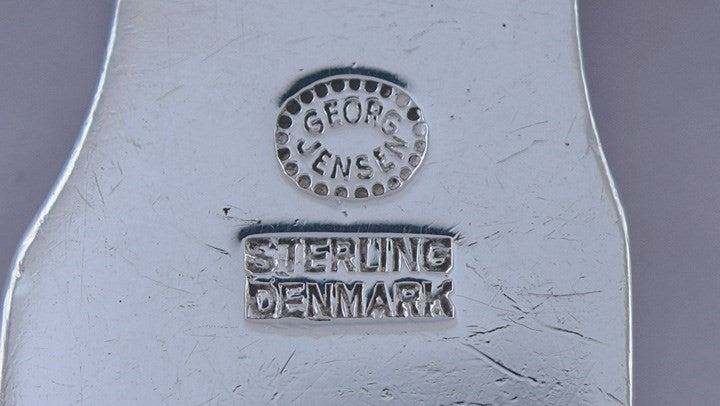 GEORG
JENSEN
STERLING
DENMARK